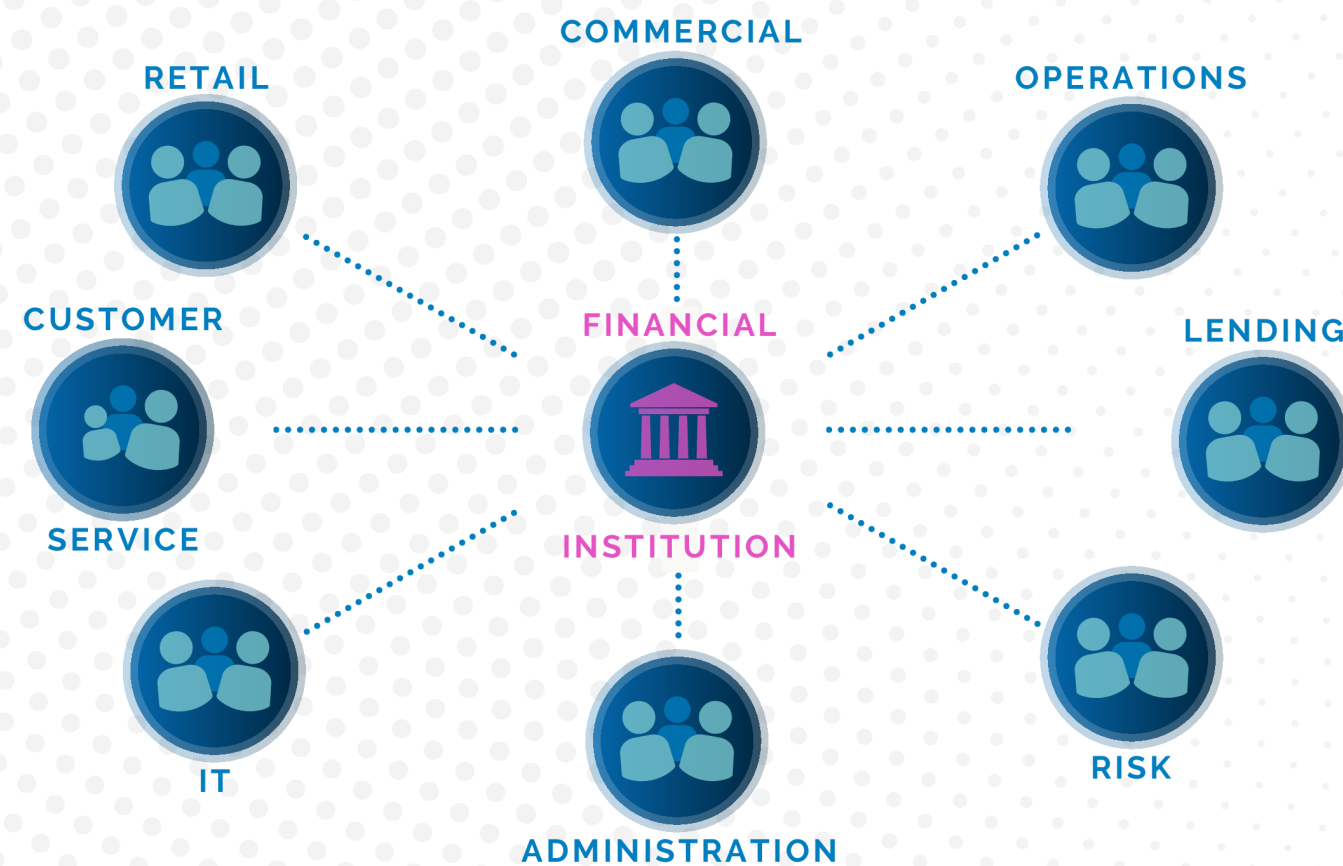 COMMERCIAL
RETAIL
OPERATIONS
CUSTOMER
SERVICE
FINANCIAL
INSTITUTION
LENDING
IT
RISK
ADMINISTRATION